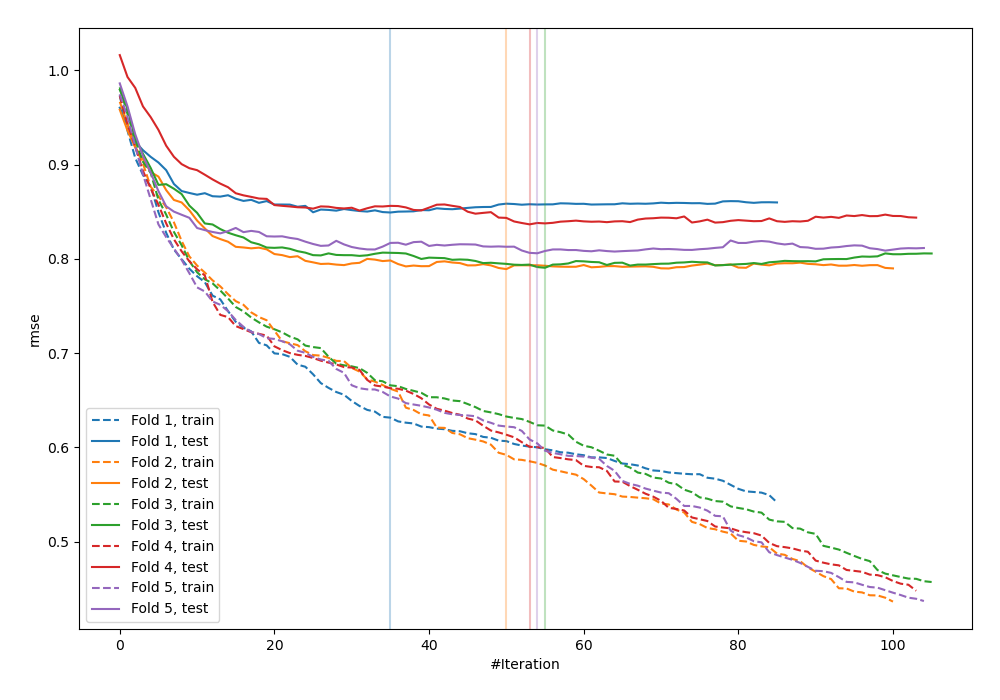 1.0
0.9
0.8
0.7
0.6
0.5
rmse
Fold 1, train
Fold 1, test
Fold 2, train
Fold 2, test
Fold 3, train
Fold 3, test
Fold 4, train
Fold 4, test
Fold 5, train
Fold 5, test
0 20 40 60 80 100
#Iteration